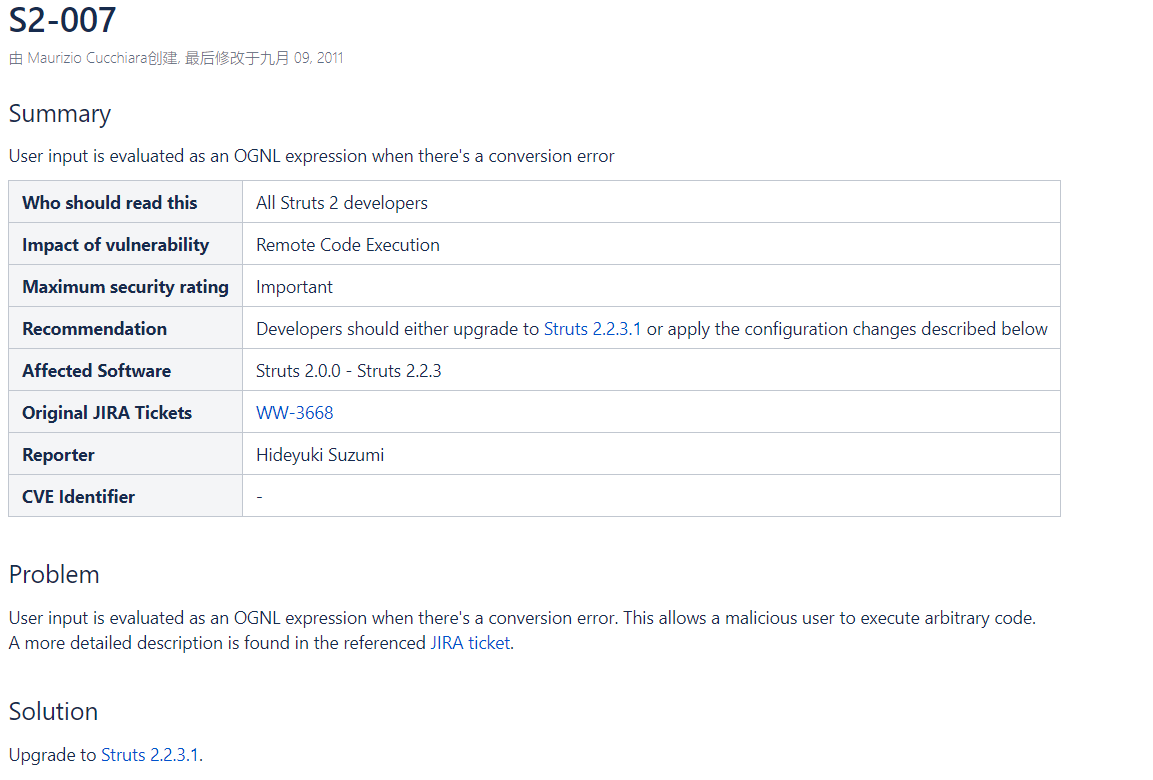 S2-007
由 Maurizio Cucchiara创建, 最后修改于九月 09, 2011
Summary
User input is evaluated as an OGNL expression when there's a conversion error
Who should read this All Struts 2 developers
Impact of vulnerability Remote Code Execution
Maximum security rating Important
Recommendation Developers should either upgrade to Struts 2.2.3.1 or apply the configuration changes described below
Affected Software Struts 2.0.0 - Struts 2.2.3
Original JIRA Tickets WW-3668
Reporter Hideyuki Suzumi
CVE Identifier -
Problem
User input is evaluated as an OGNL expression when there's a conversion error. This allows a malicious user to execute arbitrary code.
A more detailed description is found in the referenced JIRA ticket.
Solution
Upgrade to Struts 2.2.3.1.